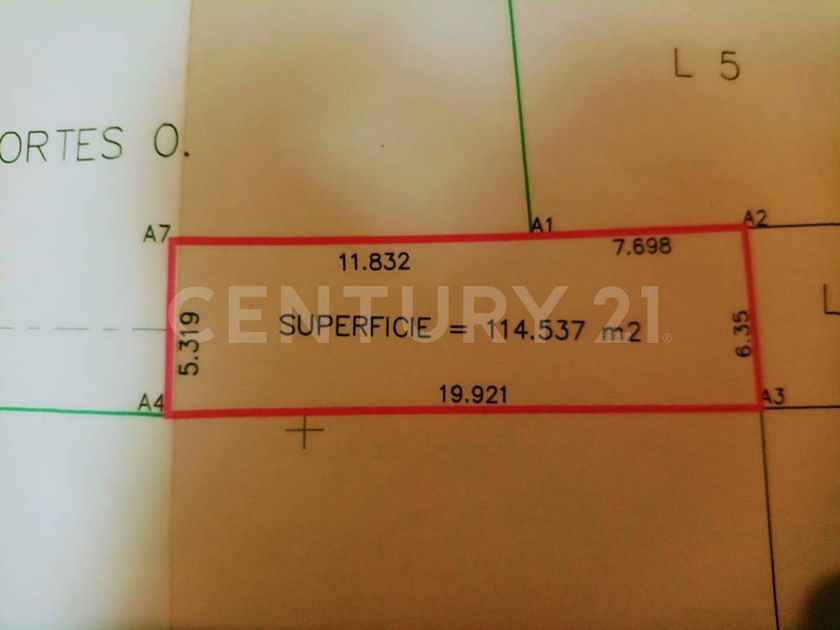 L 5
ORTES O.
A7
A1
A2
11.832
7.698
CENTURY 21®
5.319
SUPERFICIE = 114.537 m2
6.35
L
19.921
A4
A3